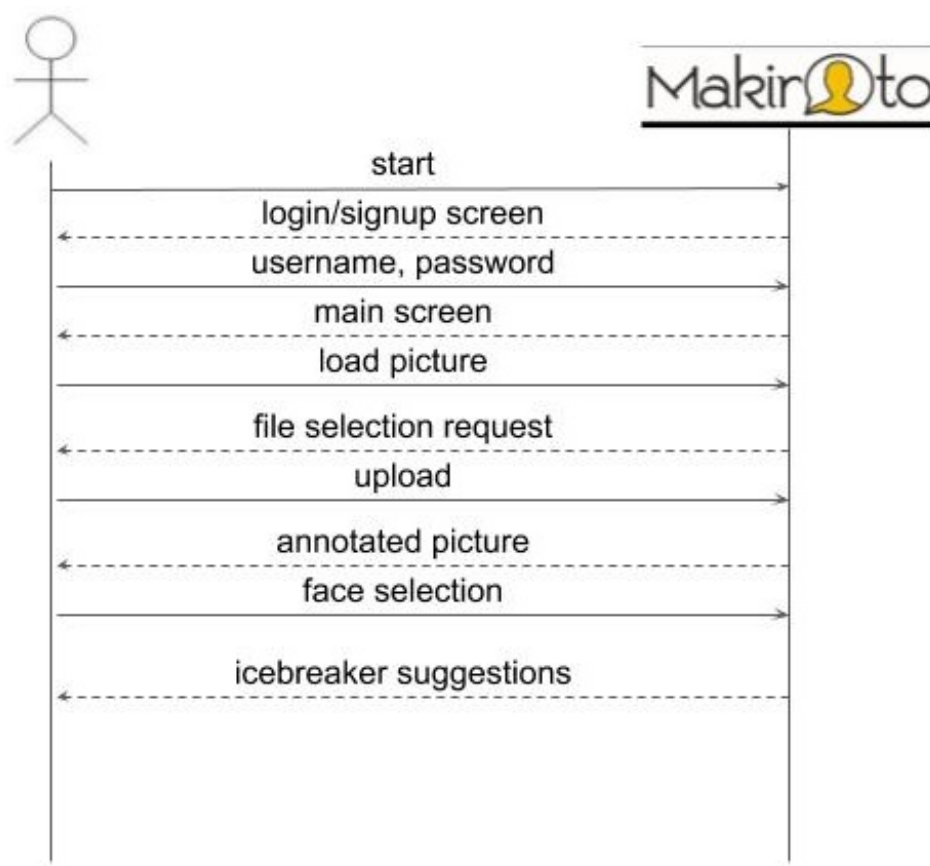 Makir to
start
login/signup screen
username, password
main screen
load picture
file selection request
upload
annotated picture
face selection
icebreaker suggestions